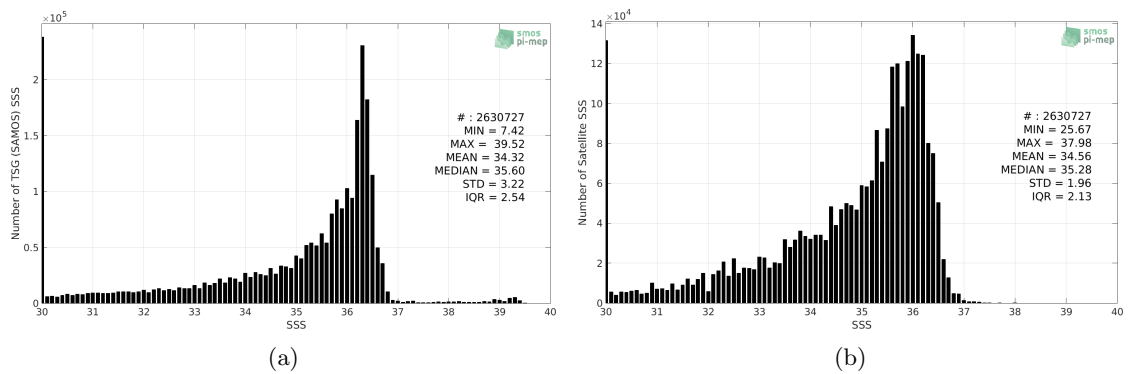 ×10⁵
smos
pi-mep
Number of TSG (SAMOS) SSS
2
1.5
1
0.5
0
# : 2630727
MIN = 7.42
MAX = 39.52
MEAN = 34.32
MEDIAN = 35.60
STD = 3.22
IQR = 2.54
30 31 32 33 34 35 36 37 38 39 40
SSS
(a)
×10⁴
smos
pi-mep
Number of Satellite SSS
14
12
10
8
6
4
2
0
# : 2630727
MIN = 25.67
MAX = 37.98
MEAN = 34.56
MEDIAN = 35.28
STD = 1.96
IQR = 2.13
30 31 32 33 34 35 36 37 38 39 40
SSS
(b)